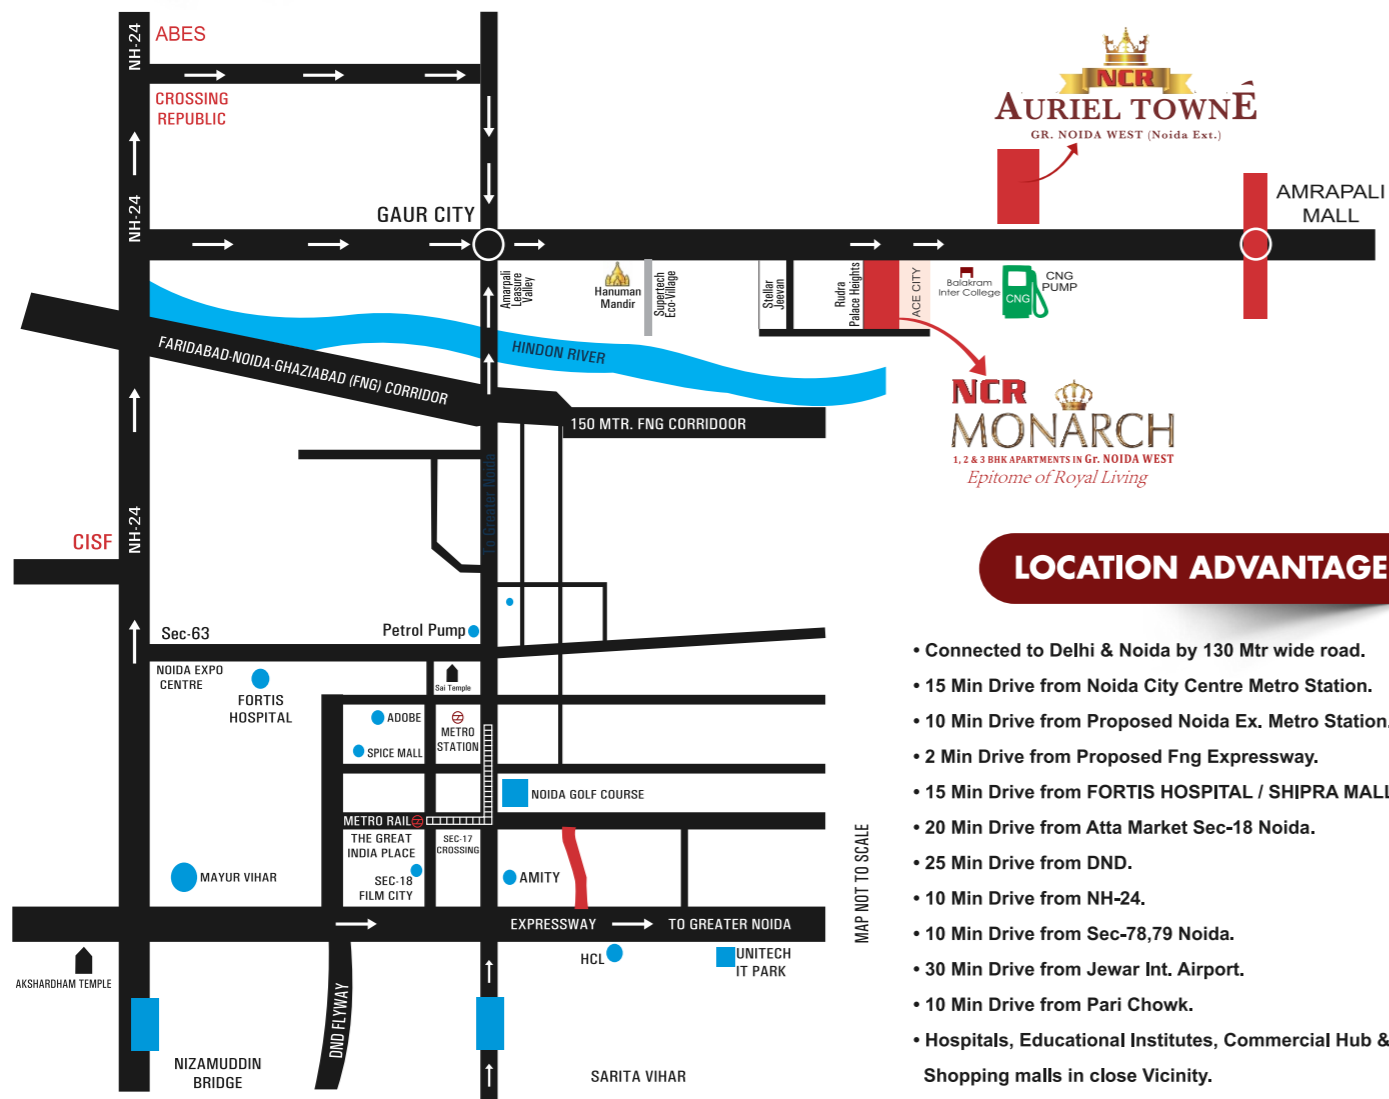 NH-24
ABES
CROSSING
REPUBLIC
NCR
AURIEL TOWNÉ
GR. NOIDA WEST (Noida Ext.)
NH-24
GAUR CITY
AMRAPALI
MALL
Amarpali
Leasure
Valley
Hanuman
Mandir
Supertech
Eco-Village
Stellar
Jeevan
Rudra
Palace Heights
ACE CITY
Balakram
Inter College
CNG
CNG
PUMP
HINDON RIVER
FARIDABAD-NOIDA-GHAZIABAD (FNG) CORRIDOR
150 MTR. FNG CORRIDOOR
NCR
MONARCH
1, 2 & 3 BHK APARTMENTS IN Gr. NOIDA WEST
Epitome of Royal Living
To Greater Noida
NH-24
CISF
LOCATION ADVANTAGE
Sec-63
Petrol Pump
NOIDA EXPO
CENTRE
FORTIS
HOSPITAL
Sai Temple
ADOBE
METRO
STATION
SPICE MALL
NOIDA GOLF COURSE
METRO RAIL
THE GREAT
INDIA PLACE
SEC-17
CROSSING
SEC-18
FILM CITY
MAYUR VIHAR
AMITY
EXPRESSWAY
TO GREATER NOIDA
HCL
UNITECH
IT PARK
AKSHARDHAM TEMPLE
DND FLYWAY
NIZAMUDDIN
BRIDGE
SARITA VIHAR
MAP NOT TO SCALE
• Connected to Delhi & Noida by 130 Mtr wide road.
• 15 Min Drive from Noida City Centre Metro Station.
• 10 Min Drive from Proposed Noida Ex. Metro Station.
• 2 Min Drive from Proposed Fng Expressway.
• 15 Min Drive from FORTIS HOSPITAL / SHIPRA MALL
• 20 Min Drive from Atta Market Sec-18 Noida.
• 25 Min Drive from DND.
• 10 Min Drive from NH-24.
• 10 Min Drive from Sec-78,79 Noida.
• 30 Min Drive from Jewar Int. Airport.
• 10 Min Drive from Pari Chowk.
• Hospitals, Educational Institutes, Commercial Hub &
Shopping malls in close Vicinity.